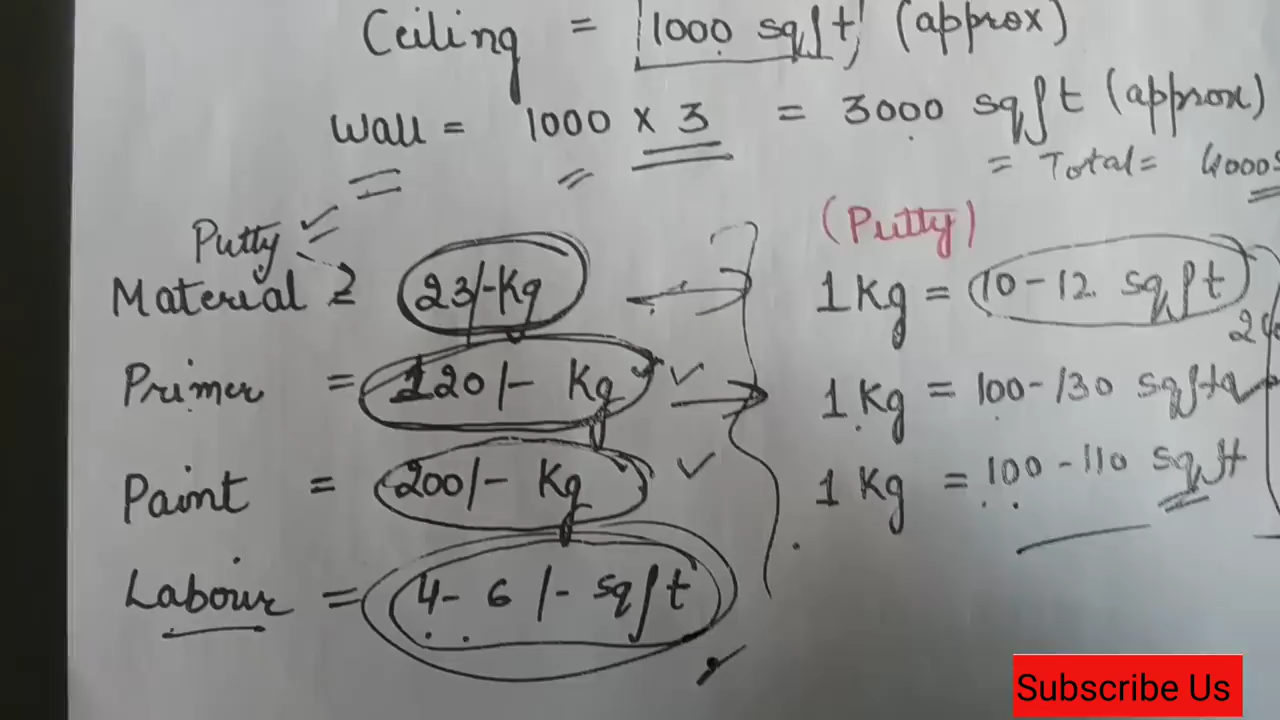 Ceiling = 1000 sqft (approx)
Wall = 1000 x 3 = 3000 sqft (approx)
= Total = 4000s
Putty
Material = 23/- Kg
Primer = 120/- Kg
Paint = 200/- Kg
Labour = 4-6/- sqft
(Putty)
1 Kg = 10-12 sqft
1 Kg = 100-130 sqft
1 Kg = 100-110 sqft
Subscribe Us